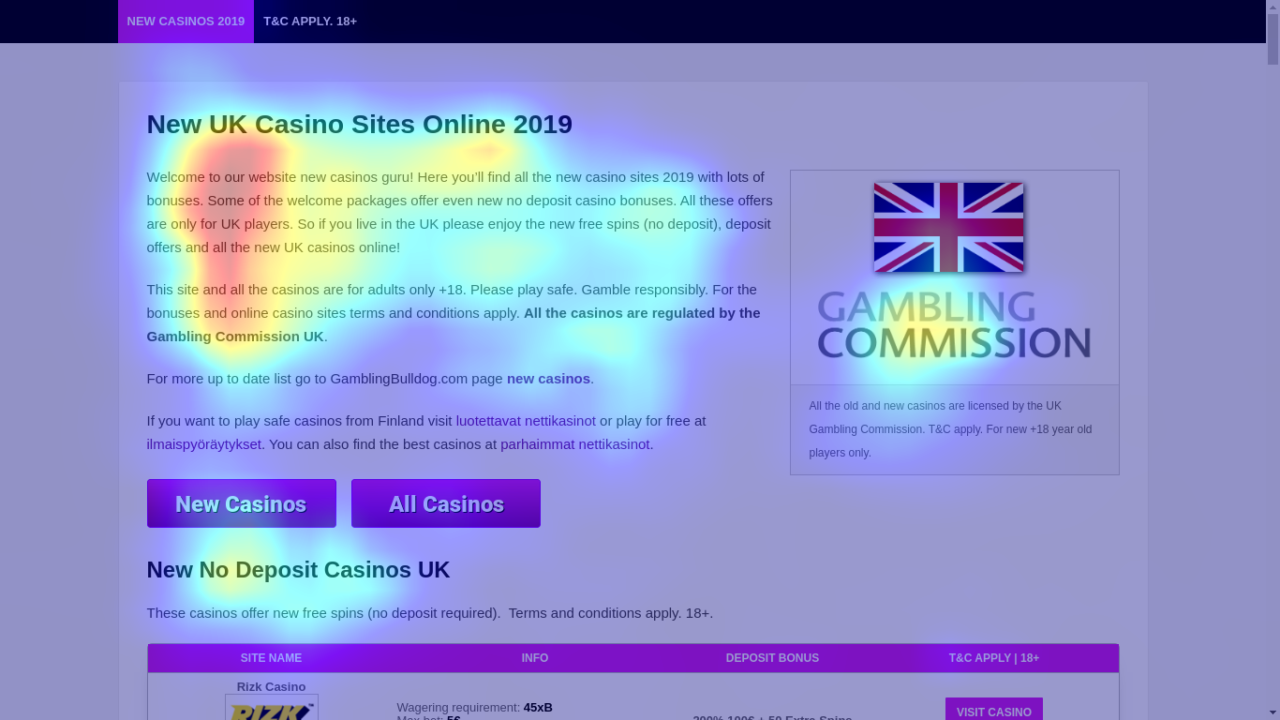 NEW CASINOS 2019 T&C APPLY. 18+
New UK Casino Sites Online 2019
Welcome to our website new casinos guru! Here you'll find all the new casino sites 2019 with lots of
bonuses. Some of the welcome packages offer even new no deposit casino bonuses. All these offers
are only for UK players. So if you live in the UK please enjoy the new free spins (no deposit), deposit
offers and all the new UK casinos online!
This site and all the casinos are for adults only +18. Please play safe. Gamble responsibly. For the
bonuses and online casino sites terms and conditions apply. All the casinos are regulated by the
Gambling Commission UK.
For more up to date list go to GamblingBulldog.com page new casinos.
If you want to play safe casinos from Finland visit luotettavat nettikasinot or play for free at
ilmaispyöräytykset. You can also find the best casinos at parhaimmat nettikasinot.
GAMBLING
COMMISSION
All the old and new casinos are licensed by the UK
Gambling Commission. T&C apply. For new +18 year old
players only.
New Casinos All Casinos
New No Deposit Casinos UK
These casinos offer new free spins (no deposit required). Terms and conditions apply. 18+.
SITE NAME INFO DEPOSIT BONUS T&C APPLY | 18+
Rizk Casino
RIZK™
Wagering requirement: 45xB
Max bet: 5€
200% 100€ + 50 Extra Spins
VISIT CASINO